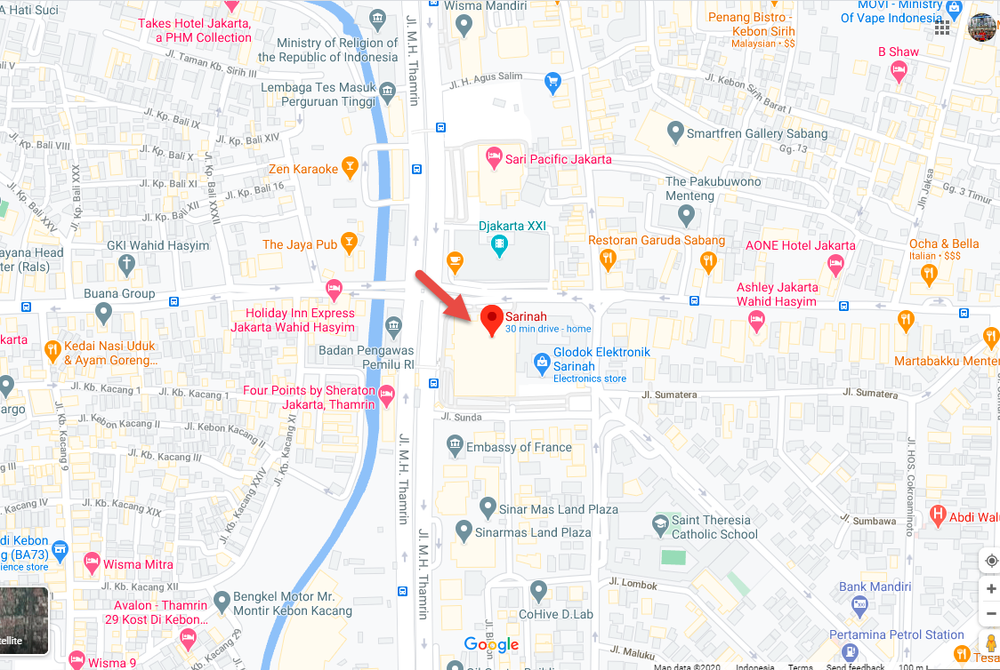 A Hati Suci
Takes Hotel Jakarta,
a PHM Collection
Ministry of Religion of
the Republic of Indonesia
Jl. Taman Kb. Sirih III
Lembaga Tes Masuk
Perguruan Tinggi
Jl. M.H. Thamrin
Wisma Mandiri
Jl. H. Agus Salim
Penang Bistro -
Kebon Sirih
Malaysian • $$
MOVI - Ministry
Of Vape Indonesia
B Shaw
Jl. Kebon Sirih Barat I
Smartfren Gallery Sabang
Gg. 13
Jl. Kp. Bali XIV
Jl. Kp. Bali VIII
Jl. Kp. Bali X
Jl. Kp. Bali XI
Jl. Kp. Bali 16
Jl. Kp. Bali XXV
Jl. Kp. Bali XXX
Jl. Kp. Bali XXXII
Zen Karaoke
Sari Pacific Jakarta
The Pakubuwono
Menteng
Jln Jaksa
Gg. 3 Timur
Djakarta XXI
The Jaya Pub
GKI Wahid Hasyim
Restoran Garuda Sabang
AONE Hotel Jakarta
Ocha & Bella
Italian • $$$
ayana Head
ter (Rals)
Buana Group
Holiday Inn Express
Jakarta Wahid Hasyim
Ashley Jakarta
Wahid Hasyim
Sarinah
30 min drive - home
Badan Pengawas
Pemilu RI
Glodok Elektronik
Sarinah
Electronics store
karta
Kedai Nasi Uduk
& Ayam Goreng...
Martabakku Menten
Four Points by Sheraton
Jakarta, Thamrin
Jl. Kb. Kacang 1
Jl. Kb. Kacang 1
Jl. Sumatera
Jl. Sumatera
Jl. Sunda
argo
Jl. Kebon Kacang II
Jl. Kebon Kacang II
Jl. Kb. Kacang 9
Jl. Kb. Kacang XI
Embassy of France
Jl. M.H. Thamrin
Jl. HOS. Cokroaminoto
Jl. Kb. Kacang XXIV
Jl. Kb. Kacang XIX
Sinar Mas Land Plaza
Sinarmas Land Plaza
Saint Theresia
Catholic School
Jl. Sumbawa
Abdi Walu
di Kebon
g (BA73)
ience store
Wisma Mitra
Jl. M.H. Thamrin
Jl. Kb. Kacang XII
Avalon - Thamrin
29 Kost Di Kebon...
Bengkel Motor Mr.
Montir Kebon Kacang
Jl. Kb. Kacang 29
CoHive D.Lab
Jl. Lombok
Bank Mandiri
Pertamina Petrol Station
Jl. Maluku
tellite
Google
Wisma 9
Tesa
Map data ©2020
Indonesia
Terms
Send feedback
100 m